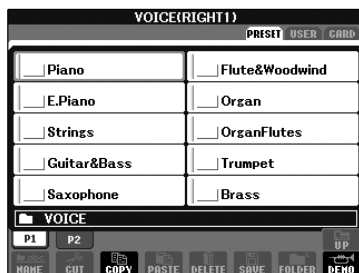 VOICE(RIGHT1)
PRESET USER CARD
Piano
Flute&Woodwind
E.Piano
Organ
Strings
OrganFlutes
Guitar&Bass
Trumpet
Saxophone
Brass
VOICE
P1 P2
UP
NAME CUT COPY PASTE DELETE SAVE FOLDER DEMO